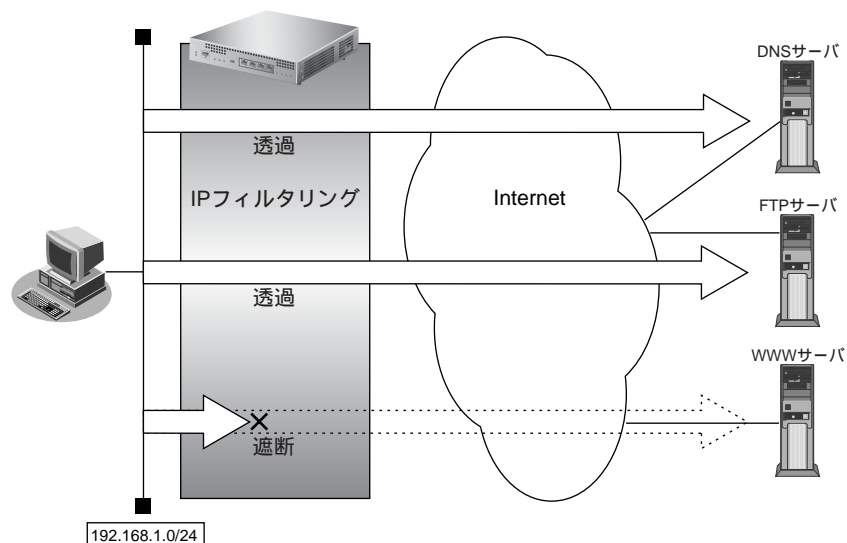 DNSサーバ
透過
IPフィルタリング
Internet
FTPサーバ
透過
WWWサーバ
遮断
192.168.1.0/24